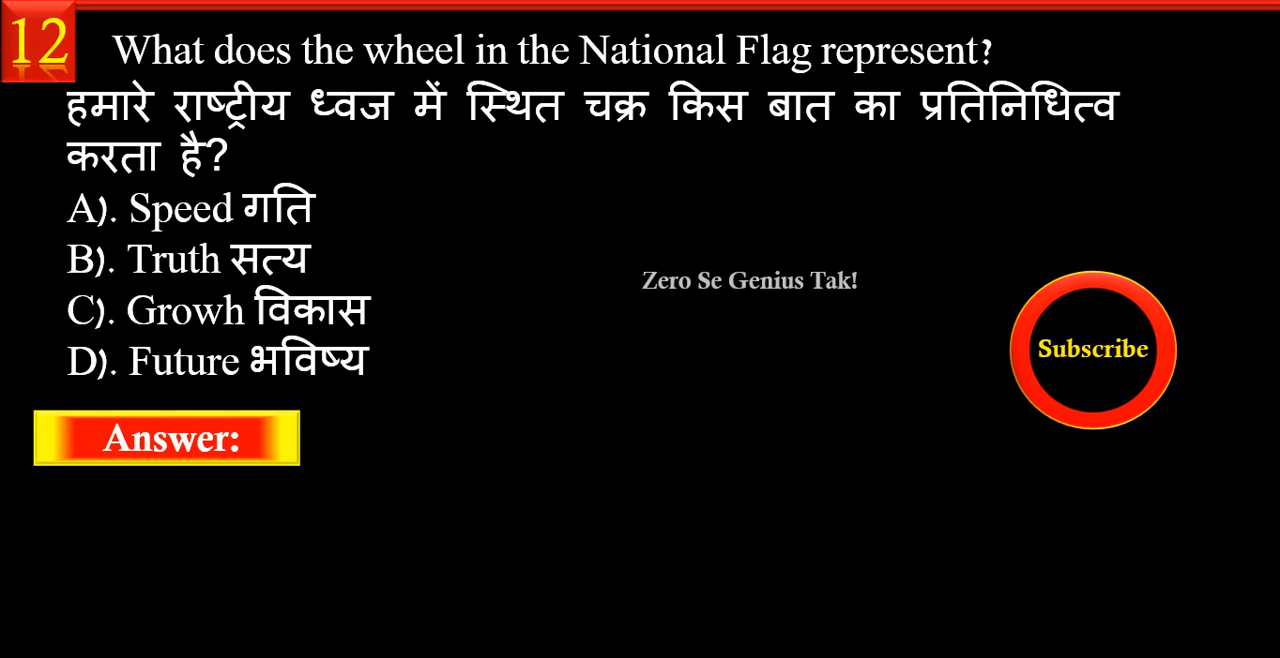 12
What does the wheel in the National Flag represent?
हमारे राष्ट्रीय ध्वज में स्थित चक्र किस बात का प्रतिनिधित्व
करता है?
A). Speed गति
B). Truth सत्य
Zero Se Genius Tak!
C). Growh विकास
Subscribe
D). Future भविष्य
Answer: